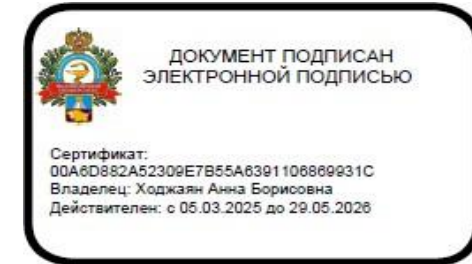 ДОКУМЕНТ ПОДПИСАН
ЭЛЕКТРОННОЙ ПОДПИСЬЮ
Сертификат:
00A6D882A52309E7B55A6391106869931C
Владелец: Ходжаян Анна Борисовна
Действителен: с 05.03.2025 до 29.05.2026